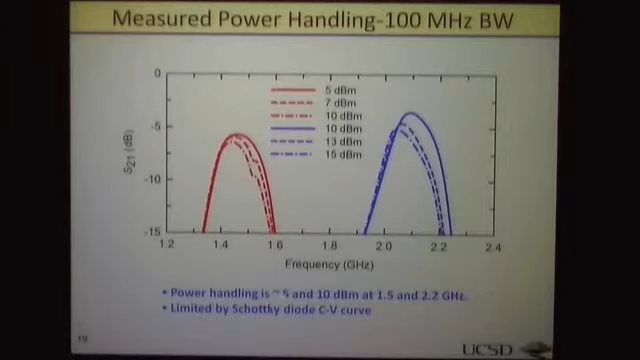 Measured Power Handling-100 MHz BW
0
-5
-10
-15
S21 (dB)
5 dBm
7 dBm
10 dBm
10 dBm
13 dBm
15 dBm
1.2 1.4 1.6 1.8 2.0 2.2 2.4
Frequency (GHz)
• Power handling is ~ 5 and 10 dBm at 1.5 and 2.2 GHz.
• Limited by Schottky diode C-V curve
19
UCSD